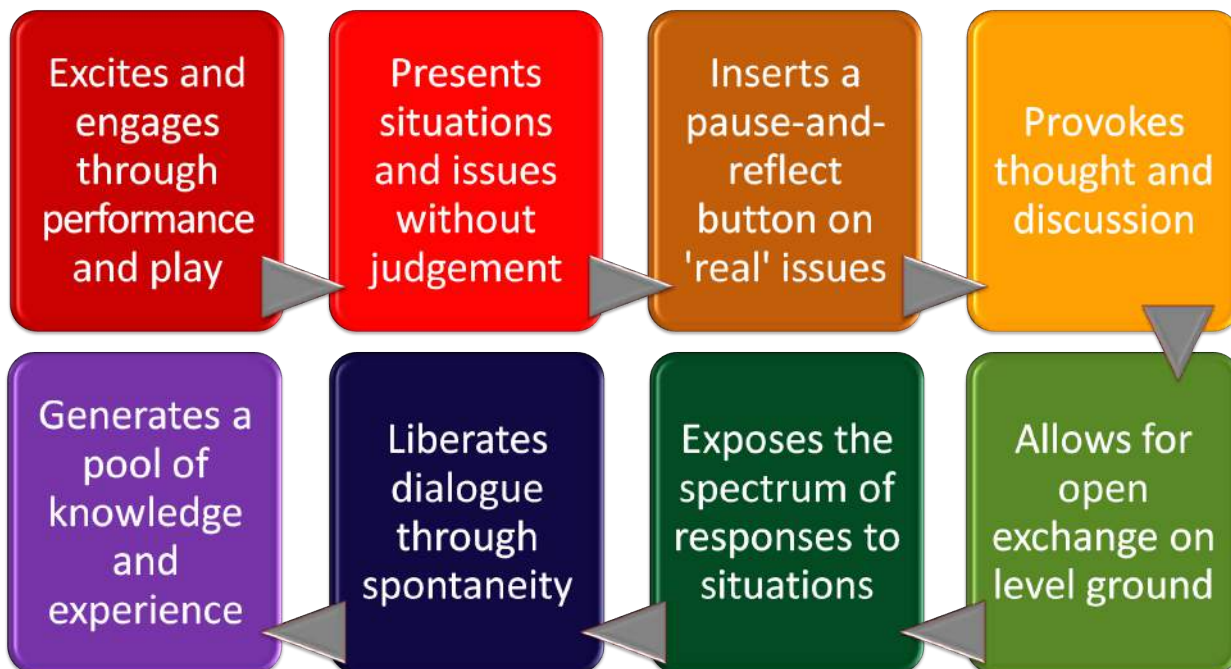 Excites and
engages
through
performance
and play
Presents
situations
and issues
without
judgement
Inserts a
pause-and-
reflect
button on
'real' issues
Provokes
thought and
discussion
Allows for
open
exchange on
level ground
Exposes the
spectrum of
responses to
situations
Liberates
dialogue
through
spontaneity
Generates a
pool of
knowledge
and
experience